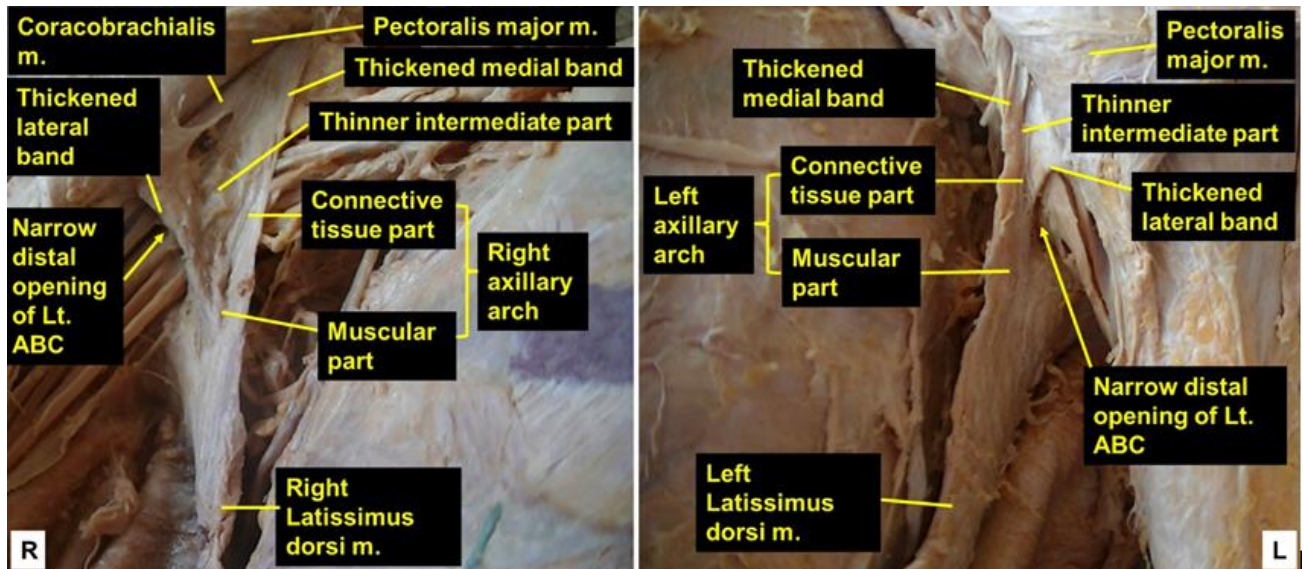 Coracobrachialis
m.
Pectoralis major m.
Thickened medial band
Thickened
lateral
band
Thinner intermediate part
Narrow
distal
opening
of Lt.
ABC
Connective
tissue part
Right
axillary
arch
Muscular
part
Right
Latissimus
dorsi m.
R
Pectoralis
major m.
Thickened
medial band
Thinner
intermediate part
Connective
tissue part
Left
axillary
arch
Thickened
lateral band
Muscular
part
Narrow distal
opening of Lt.
ABC
Left
Latissimus
dorsi m.
L